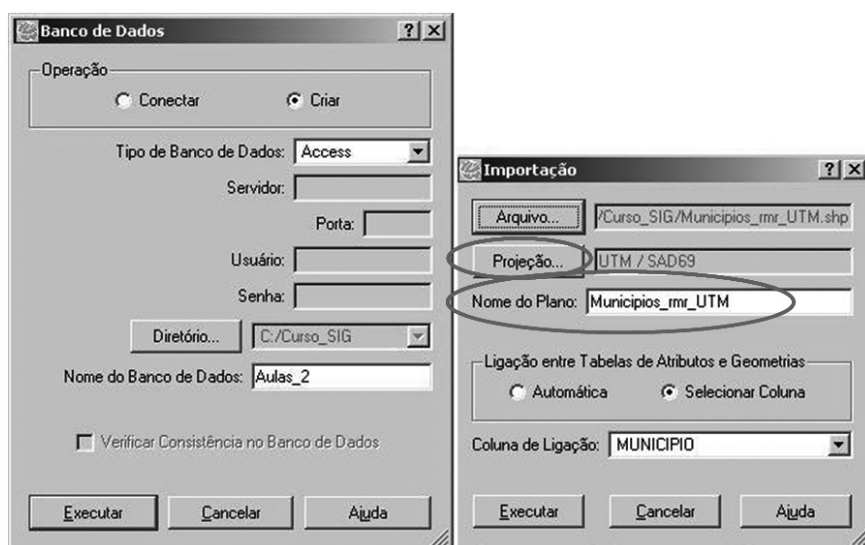 Banco de Dados
Operação
Conectar
Criar
Tipo de Banco de Dados: Access
Servidor:
Porta:
Usuário:
Senha:
Diretório... C:/Curso_SIG
Nome do Banco de Dados: Aulas_2
Verificar Consistência no Banco de Dados
Executar Cancelar Ajuda
Importação
Arquivo... /Curso_SIG/Municipios_rmr_UTM.shp
Projeção... UTM / SAD69
Nome do Plano: Municipios_rmr_UTM
Ligação entre Tabelas de Atributos e Geometrias
Automática Selecionar Coluna
Coluna de Ligação: MUNICIPIO
Executar Cancelar Ajuda